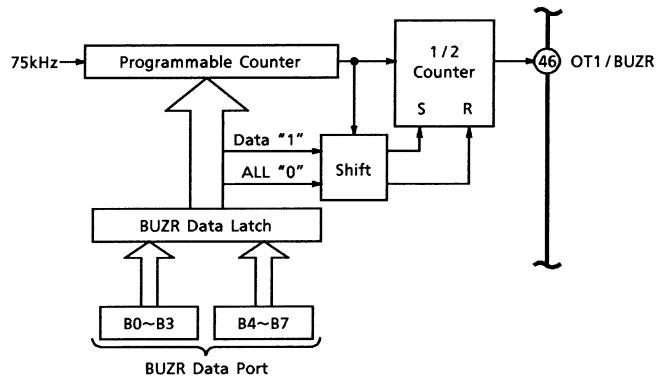 75kHz
Programmable Counter
1/2
Counter
S R
46
OT1/BUZR
Data "1"
ALL "0"
Shift
BUZR Data Latch
B0~B3
B4~B7
BUZR Data Port